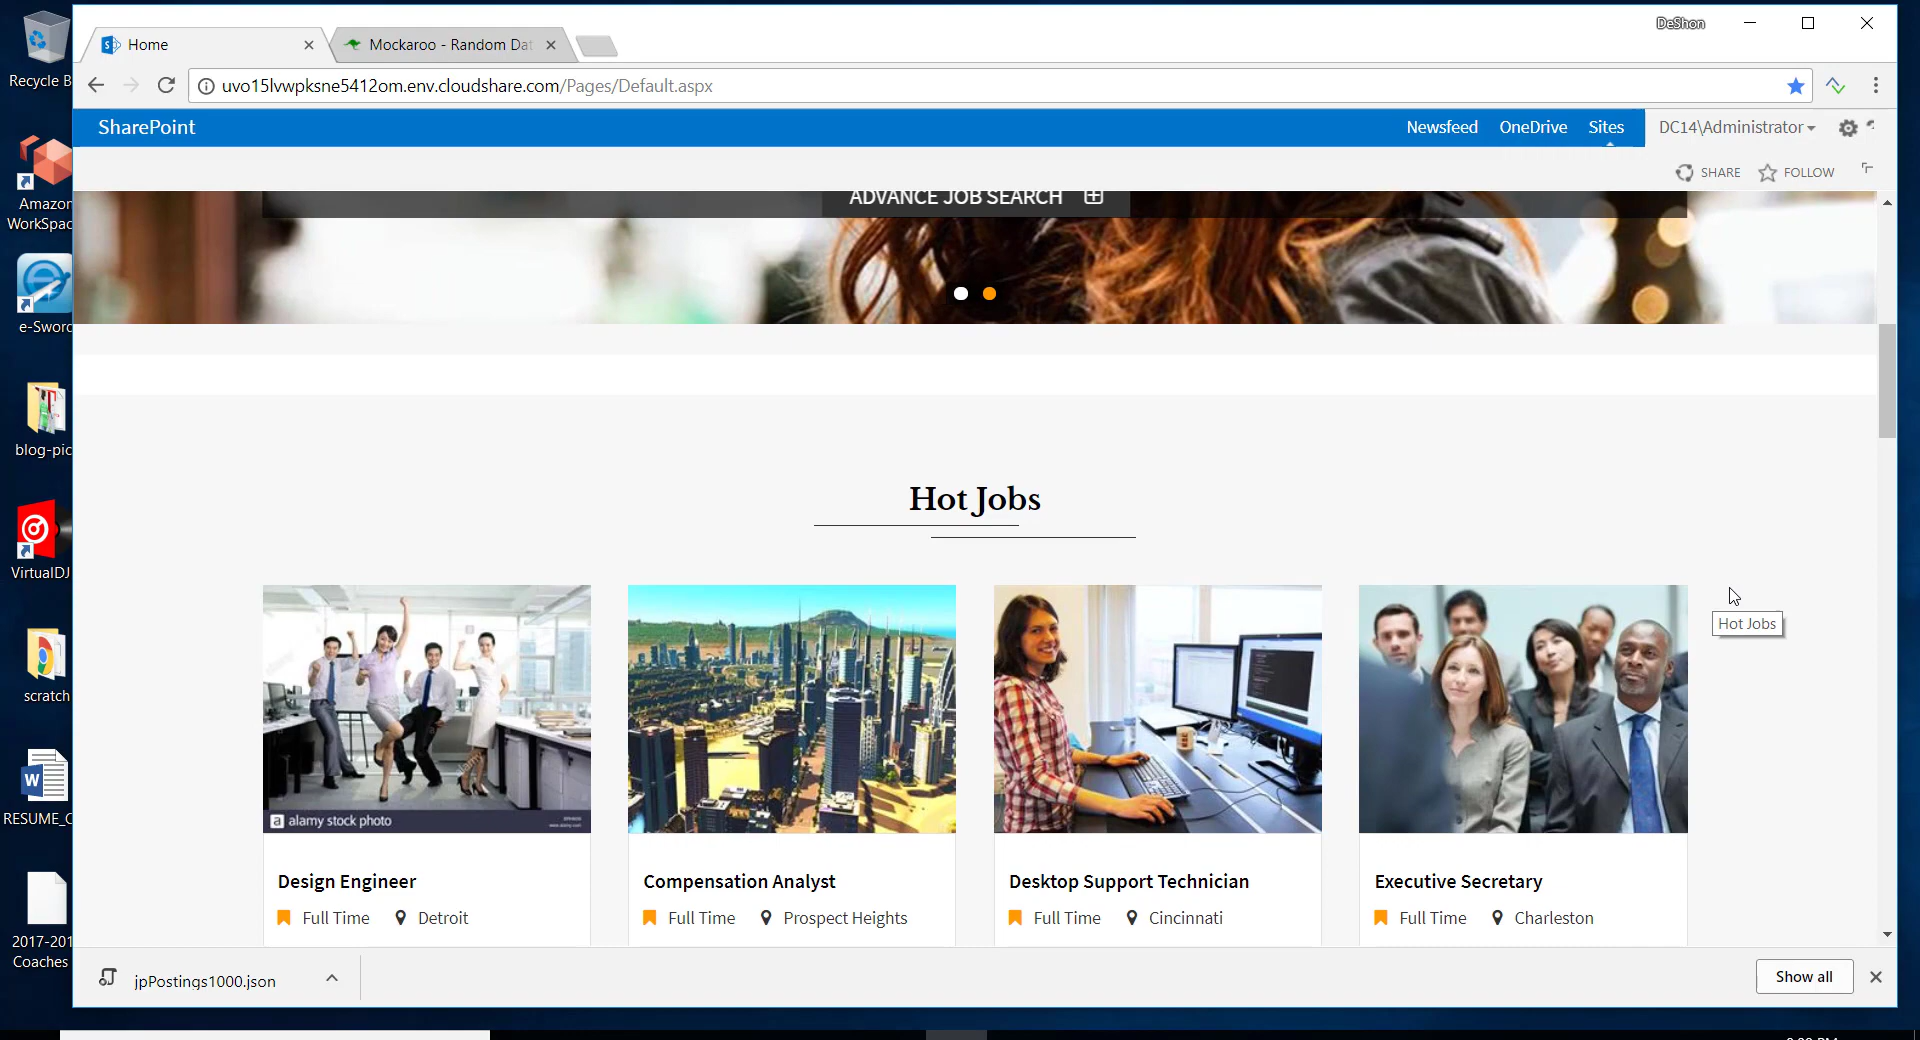 DeShon
Home
Mockaroo - Random Dat
uvo15lvwpksne5412om.env.cloudshare.com/Pages/Default.aspx
SharePoint
Newsfeed OneDrive Sites DC14\Administrator
SHARE FOLLOW
ADVANCE JOB SEARCH
Hot Jobs
Hot Jobs
alamy stock photo
Design Engineer
Full Time Detroit
Compensation Analyst
Full Time Prospect Heights
Desktop Support Technician
Full Time Cincinnati
Executive Secretary
Full Time Charleston
jpPostings1000.json
Show all
Recycle B
Amazon
WorkSpac
e-Sword
blog-pic
VirtualDJ
scratch
RESUME_C
2017-201
Coaches